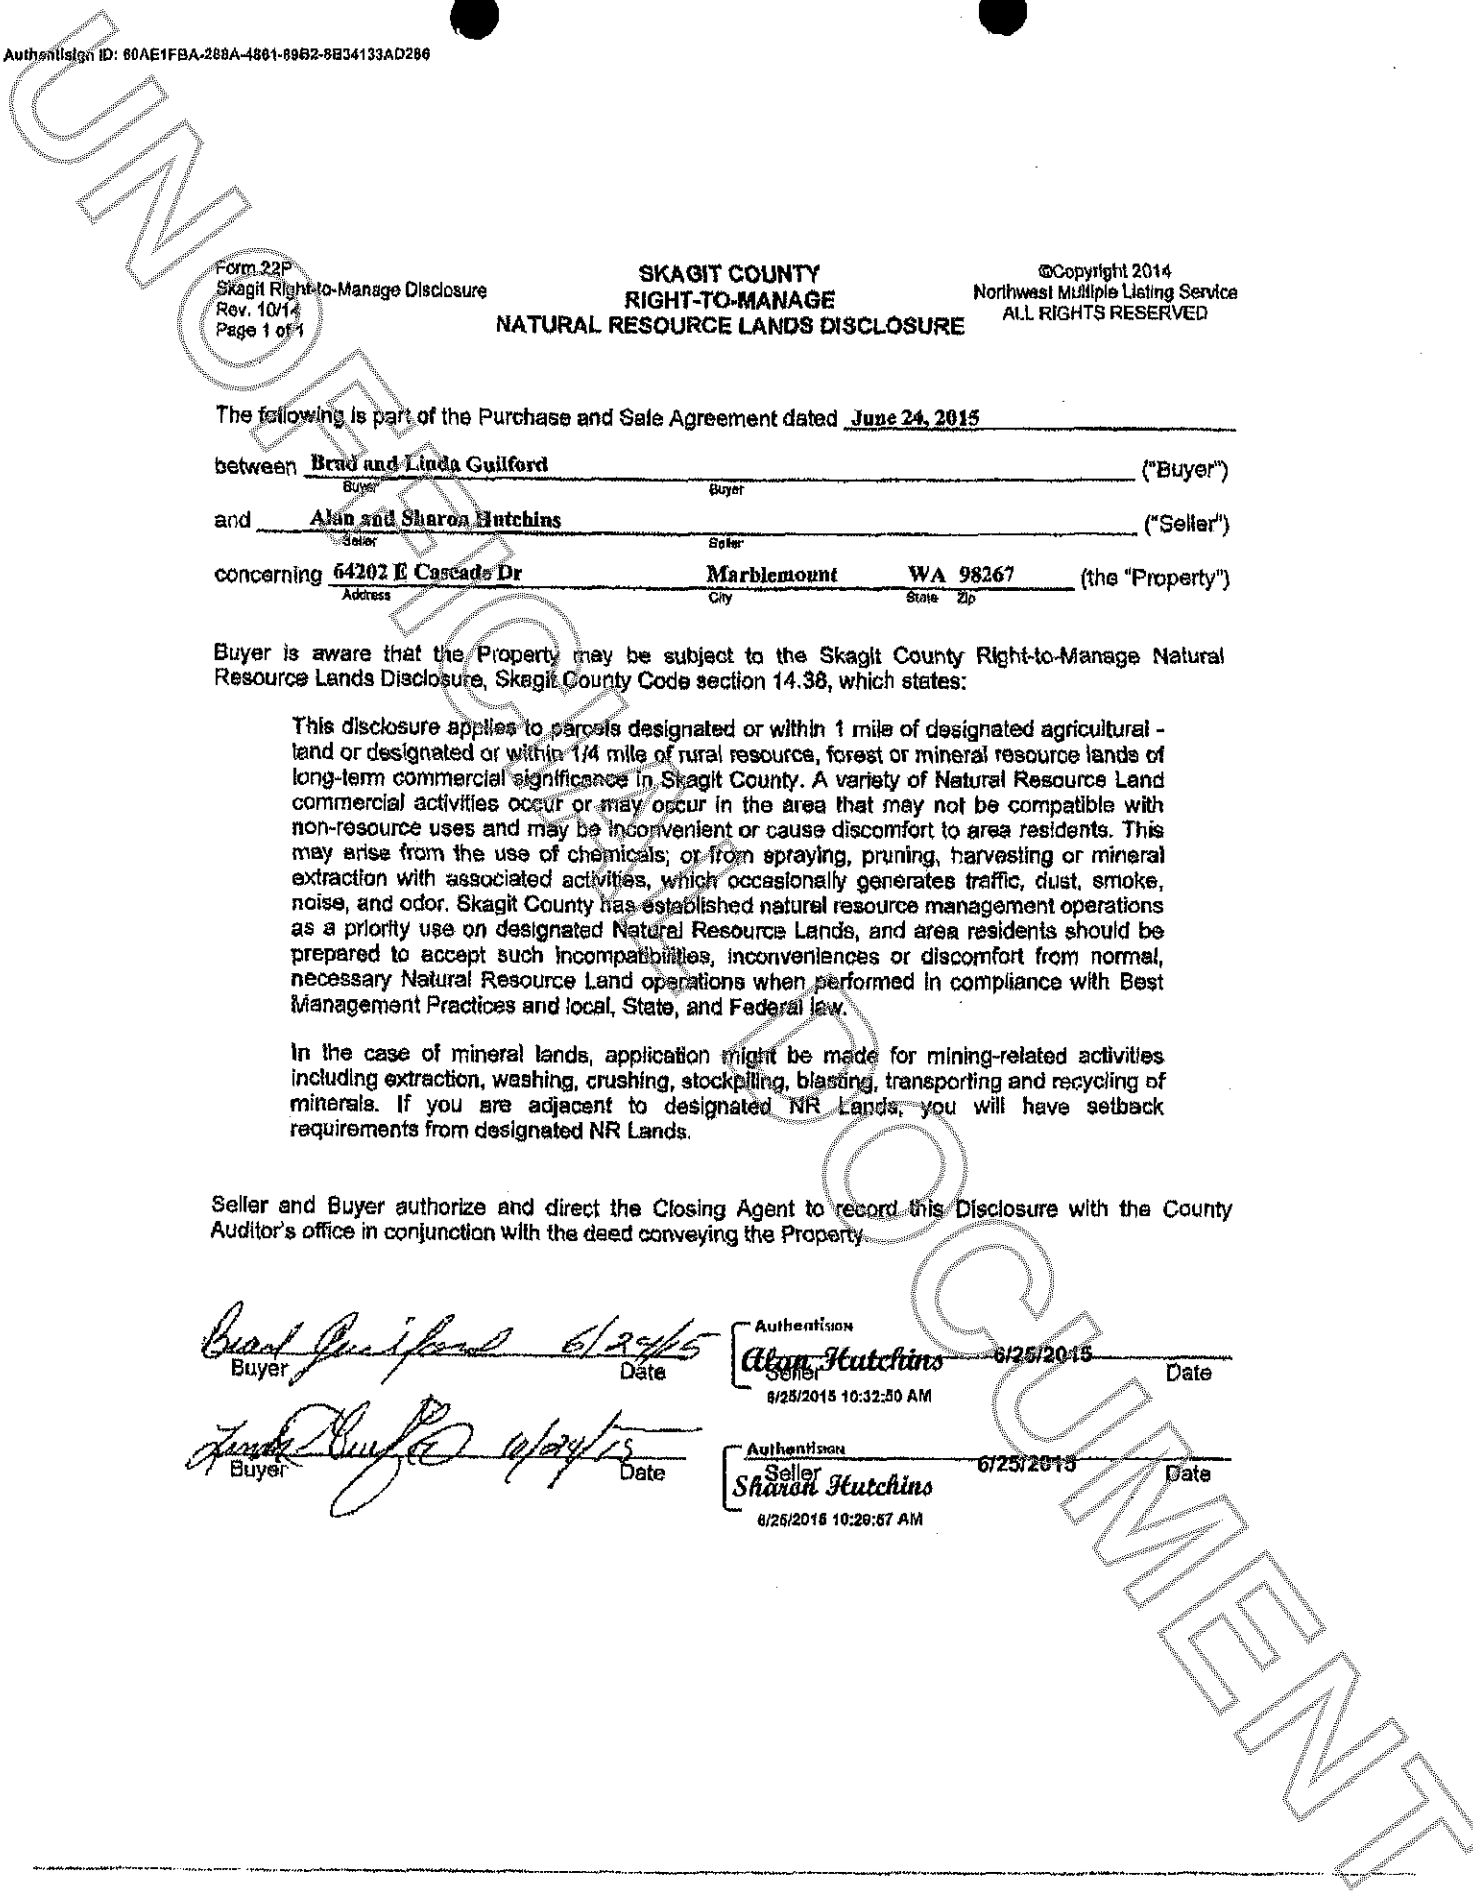 Authentisign ID: 60AE1FBA-288A-4861-89B2-8B34133AD286
UNOFFICIAL DOCUMENT
Form 22P
Skagit Right-to-Manage Disclosure
Rev. 10/14
Page 1 of 1
SKAGIT COUNTY
RIGHT-TO-MANAGE
NATURAL RESOURCE LANDS DISCLOSURE
©Copyright 2014
Northwest Multiple Listing Service
ALL RIGHTS RESERVED
The following is part of the Purchase and Sale Agreement dated June 24, 2015
between Brad and Linda Guilford ("Buyer")
Buyer Buyer
and Alan and Sharon Hutchins ("Seller")
Seller Seller
concerning 64202 E Cascade Dr Marblemount WA 98267 (the "Property")
Address City State Zip
Buyer is aware that the Property may be subject to the Skagit County Right-to-Manage Natural
Resource Lands Disclosure, Skagit County Code section 14.38, which states:
This disclosure applies to parcels designated or within 1 mile of designated agricultural -
land or designated or within 1/4 mile of rural resource, forest or mineral resource lands of
long-term commercial significance in Skagit County. A variety of Natural Resource Land
commercial activities occur or may occur in the area that may not be compatible with
non-resource uses and may be inconvenient or cause discomfort to area residents. This
may arise from the use of chemicals; or from spraying, pruning, harvesting or mineral
extraction with associated activities, which occasionally generates traffic, dust, smoke,
noise, and odor. Skagit County has established natural resource management operations
as a priority use on designated Natural Resource Lands, and area residents should be
prepared to accept such incompatibilities, inconveniences or discomfort from normal,
necessary Natural Resource Land operations when performed in compliance with Best
Management Practices and local, State, and Federal law.
In the case of mineral lands, application might be made for mining-related activities
including extraction, washing, crushing, stockpiling, blasting, transporting and recycling of
minerals. If you are adjacent to designated NR Lands, you will have setback
requirements from designated NR Lands.
Seller and Buyer authorize and direct the Closing Agent to record this Disclosure with the County
Auditor's office in conjunction with the deed conveying the Property.
Brad Guilford 6/24/15
Buyer Date
Authentisign
Alan Hutchins 6/25/2015
Seller Date
6/25/2015 10:32:50 AM
Linda Guilford 6/24/15
Buyer Date
Authentisign
6/25/2015
Seller Date
Sharon Hutchins
6/25/2015 10:29:57 AM